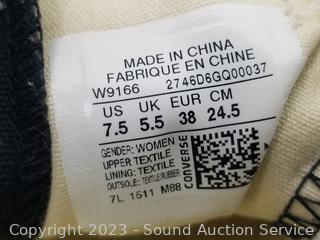 MADE IN CHINA
FABRIQUE EN CHINE
W9166 2746D6GQ00037
US UK EUR CM
7.5 5.5 38 24.5
GENDER: WOMEN
UPPER: TEXTILE
LINING: TEXTILE
OUTSOLE: TEXTILE/RUBBER
7L 1511 M88
CONVERSE
Copyright © 2023 - Sound Auction Service